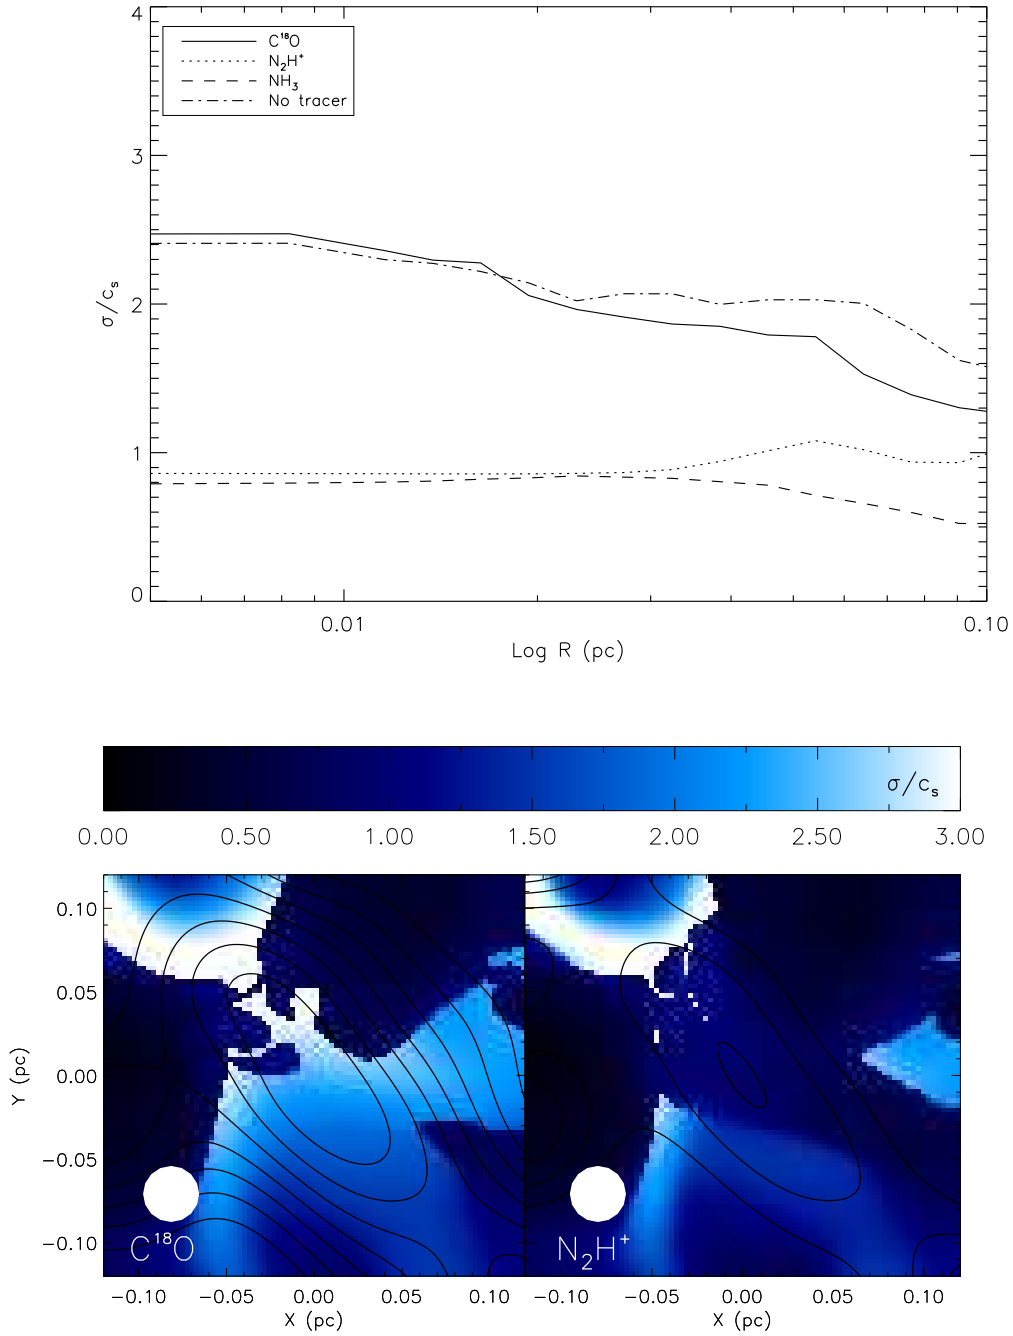 4
C¹⁸O
N₂H⁺
NH₃
No tracer
3
σ/cₛ
2
1
0
0.01 0.10
Log R (pc)
σ/cₛ
0.00 0.50 1.00 1.50 2.00 2.50 3.00
0.10
0.05
Y (pc)
0.00
−0.05
−0.10
C¹⁸O N₂H⁺
−0.10 −0.05 0.00 0.05 0.10 −0.10 −0.05 0.00 0.05 0.10
X (pc) X (pc)